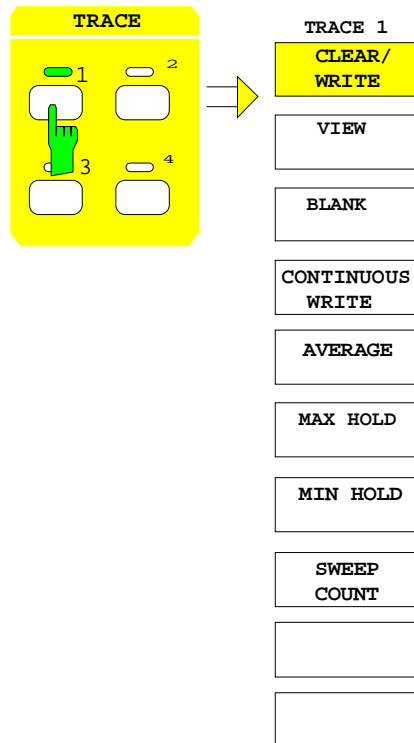 TRACE
1
2
3
4
TRACE 1
CLEAR/
WRITE
VIEW
BLANK
CONTINUOUS
WRITE
AVERAGE
MAX HOLD
MIN HOLD
SWEEP
COUNT